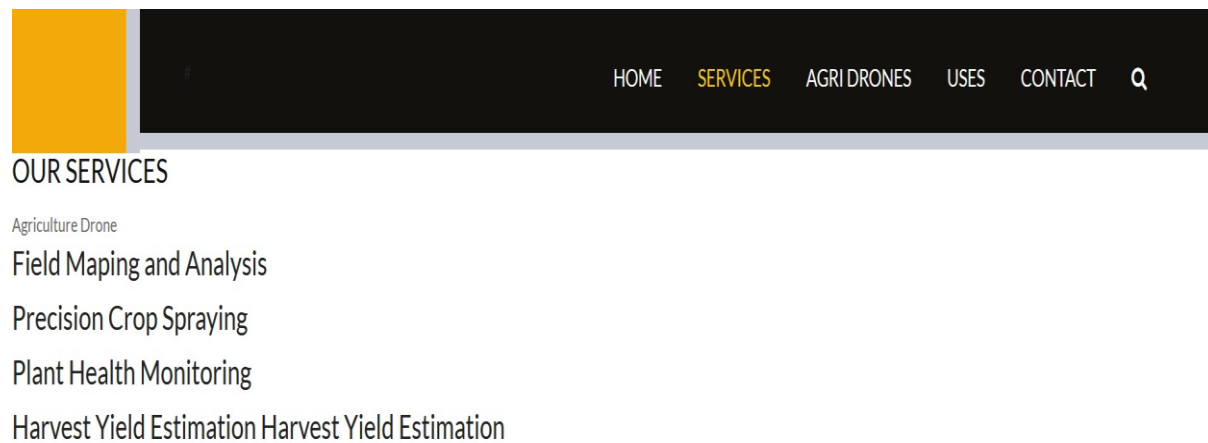 #
HOME SERVICES AGRI DRONES USES CONTACT
OUR SERVICES
Agriculture Drone
Field Maping and Analysis
Precision Crop Spraying
Plant Health Monitoring
Harvest Yield Estimation Harvest Yield Estimation